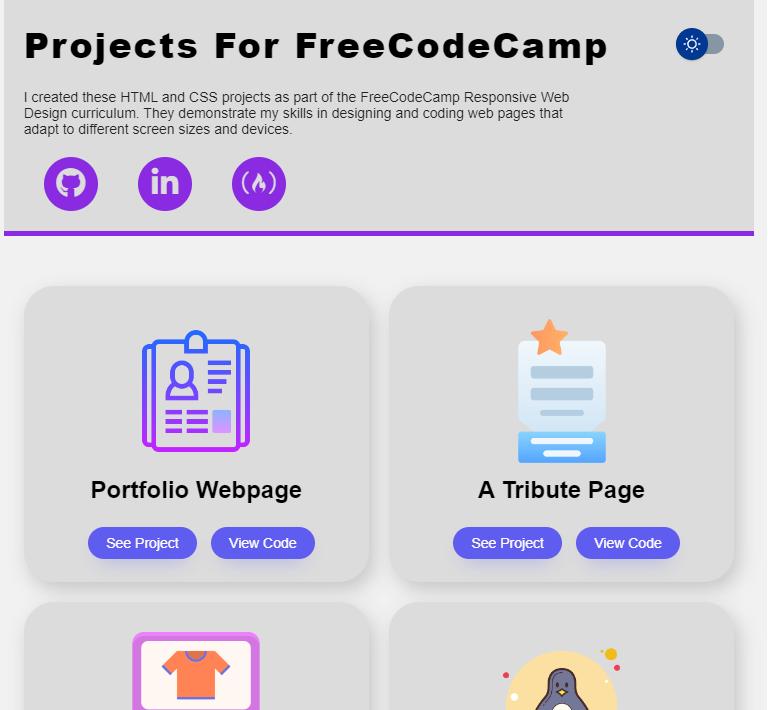 Projects For FreeCodeCamp
I created these HTML and CSS projects as part of the FreeCodeCamp Responsive Web
Design curriculum. They demonstrate my skills in designing and coding web pages that
adapt to different screen sizes and devices.
in
Portfolio Webpage
A Tribute Page
See Project
View Code
See Project
View Code